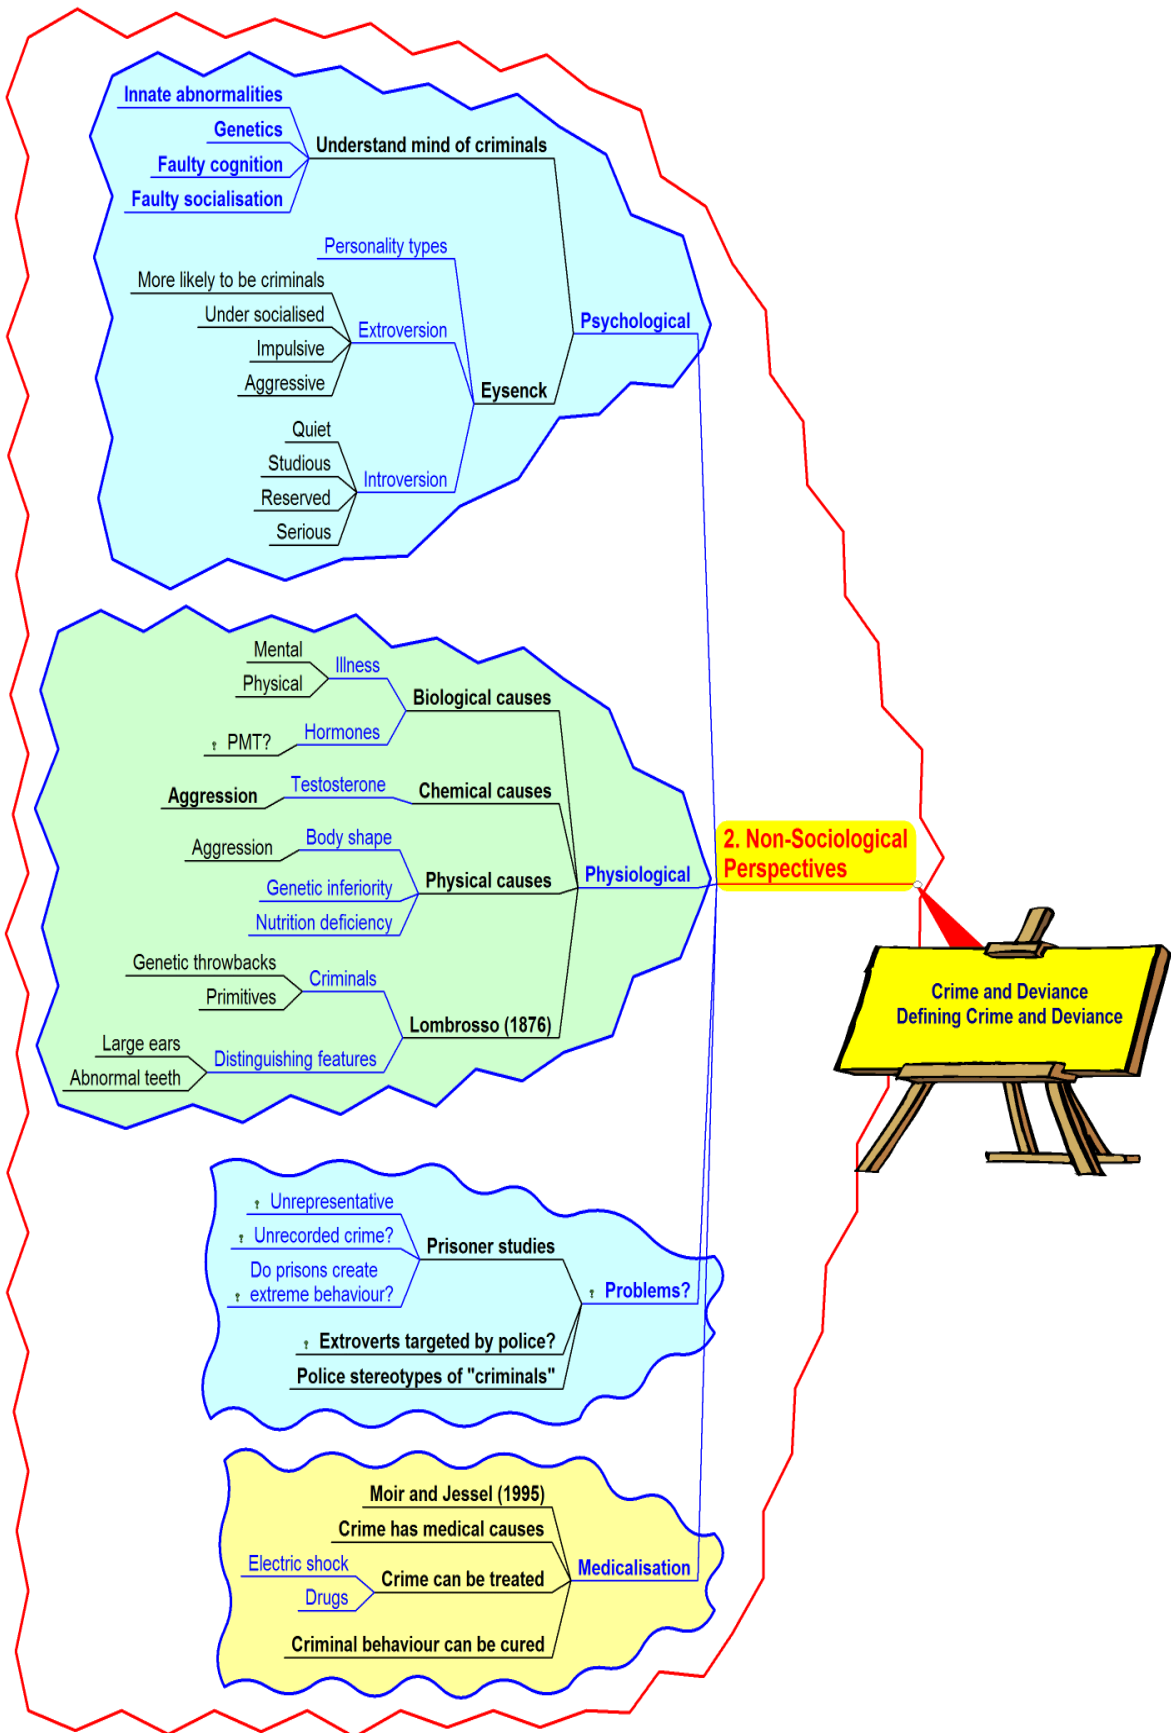 Innate abnormalities
Genetics
Faulty cognition
Faulty socialisation
Understand mind of criminals
Personality types
More likely to be criminals
Under socialised
Impulsive
Aggressive
Extroversion
Quiet
Studious
Reserved
Serious
Introversion
Eysenck
Psychological
Mental
Physical
Illness
? PMT?
Hormones
Biological causes
Aggression
Testosterone
Chemical causes
Aggression
Body shape
Genetic inferiority
Nutrition deficiency
Physical causes
Genetic throwbacks
Primitives
Criminals
Large ears
Abnormal teeth
Distinguishing features
Lombrosso (1876)
Physiological
? Unrepresentative
? Unrecorded crime?
Do prisons create
? extreme behaviour?
Prisoner studies
? Extroverts targeted by police?
Police stereotypes of "criminals"
? Problems?
Moir and Jessel (1995)
Crime has medical causes
Electric shock
Drugs
Crime can be treated
Criminal behaviour can be cured
Medicalisation
2. Non-Sociological
Perspectives
Crime and Deviance
Defining Crime and Deviance